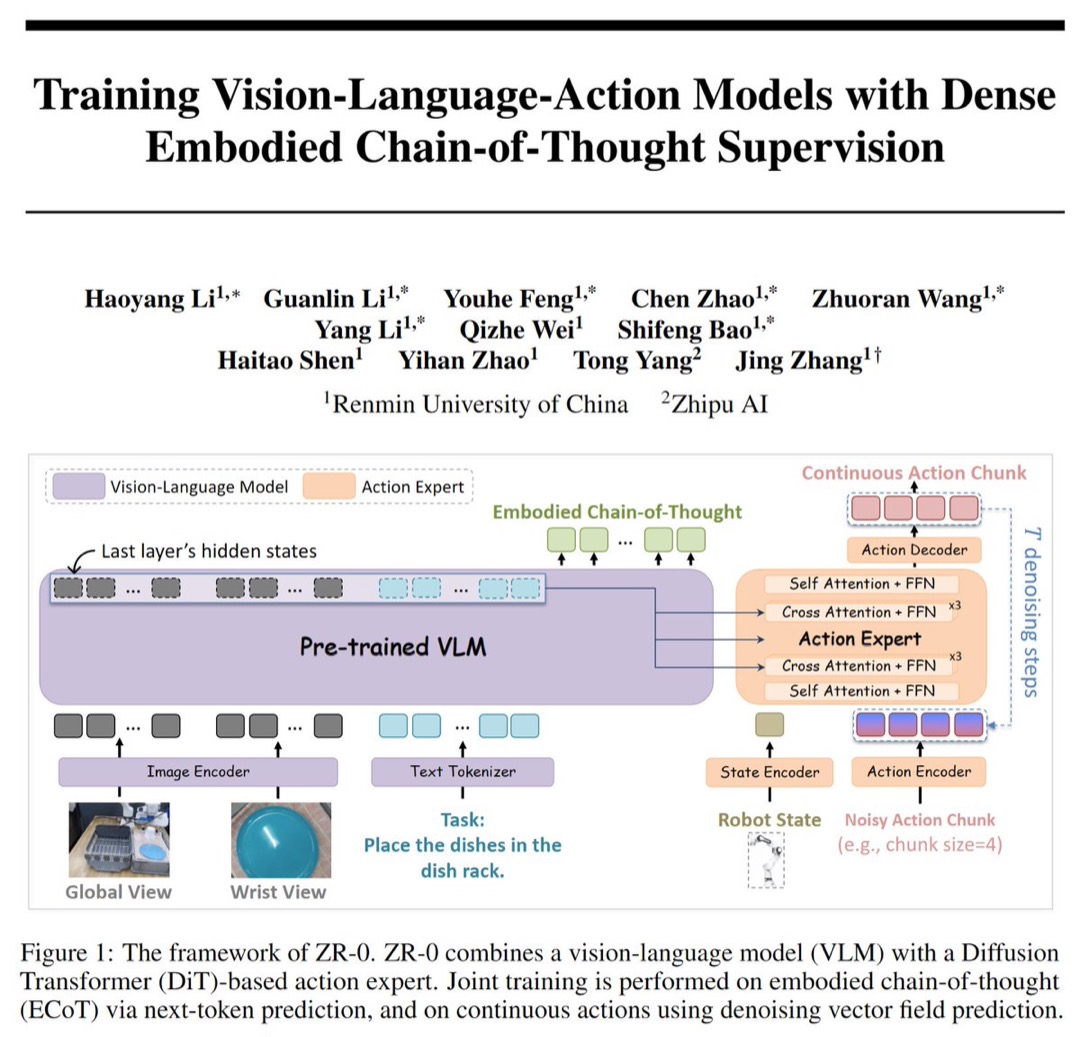 Training Vision-Language-Action Models with Dense
Embodied Chain-of-Thought Supervision
Haoyang Li¹,* Guanlin Li¹,* Youhe Feng¹,* Chen Zhao¹,* Zhuoran Wang¹,*
Yang Li¹,* Qizhe Wei¹ Shifeng Bao¹,*
Haitao Shen¹ Yihan Zhao¹ Tong Yang² Jing Zhang¹†
¹Renmin University of China ²Zhipu AI
Vision-Language Model Action Expert
Continuous Action Chunk
Embodied Chain-of-Thought
...
Action Decoder
Last layer's hidden states
... ... ...
Pre-trained VLM
Self Attention + FFN
Cross Attention + FFN x3
Action Expert
Cross Attention + FFN x3
Self Attention + FFN
T denoising steps
... ... ...
Image Encoder
Text Tokenizer
State Encoder
Action Encoder
Global View
Wrist View
Task:
Place the dishes in the
dish rack.
Robot State
Noisy Action Chunk
(e.g., chunk size=4)
Figure 1: The framework of ZR-0. ZR-0 combines a vision-language model (VLM) with a Diffusion
Transformer (DiT)-based action expert. Joint training is performed on embodied chain-of-thought
(ECoT) via next-token prediction, and on continuous actions using denoising vector field prediction.